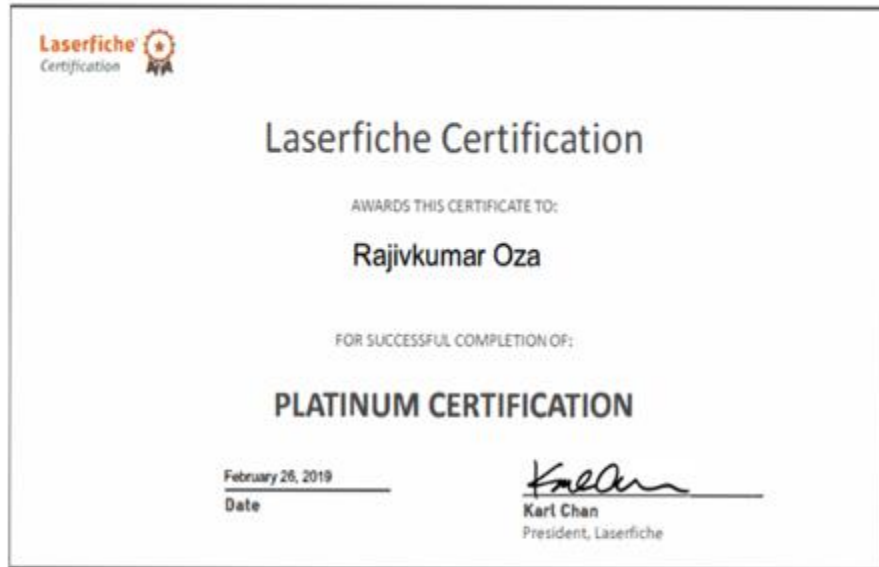 Laserfiche
Certification
Laserfiche Certification
AWARDS THIS CERTIFICATE TO:
Rajivkumar Oza
FOR SUCCESSFUL COMPLETION OF:
PLATINUM CERTIFICATION
February 26, 2019
Date
Karl Chan
President, Laserfiche